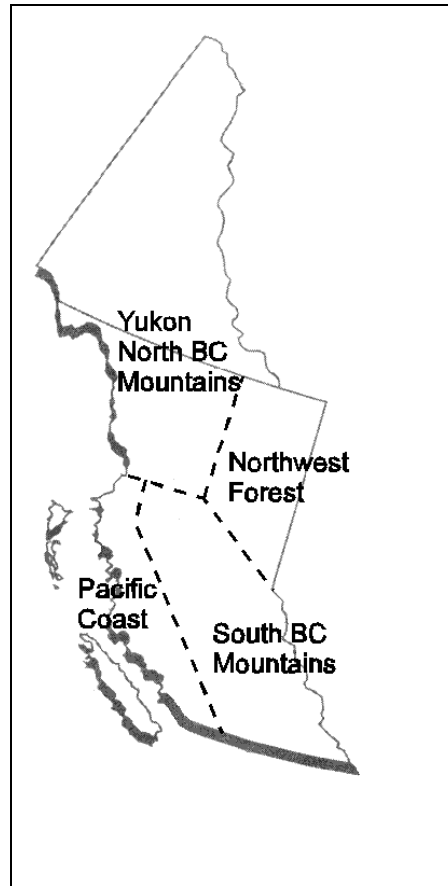 Yukon
North BC
Mountains
Northwest
Forest
Pacific
Coast
South BC
Mountains